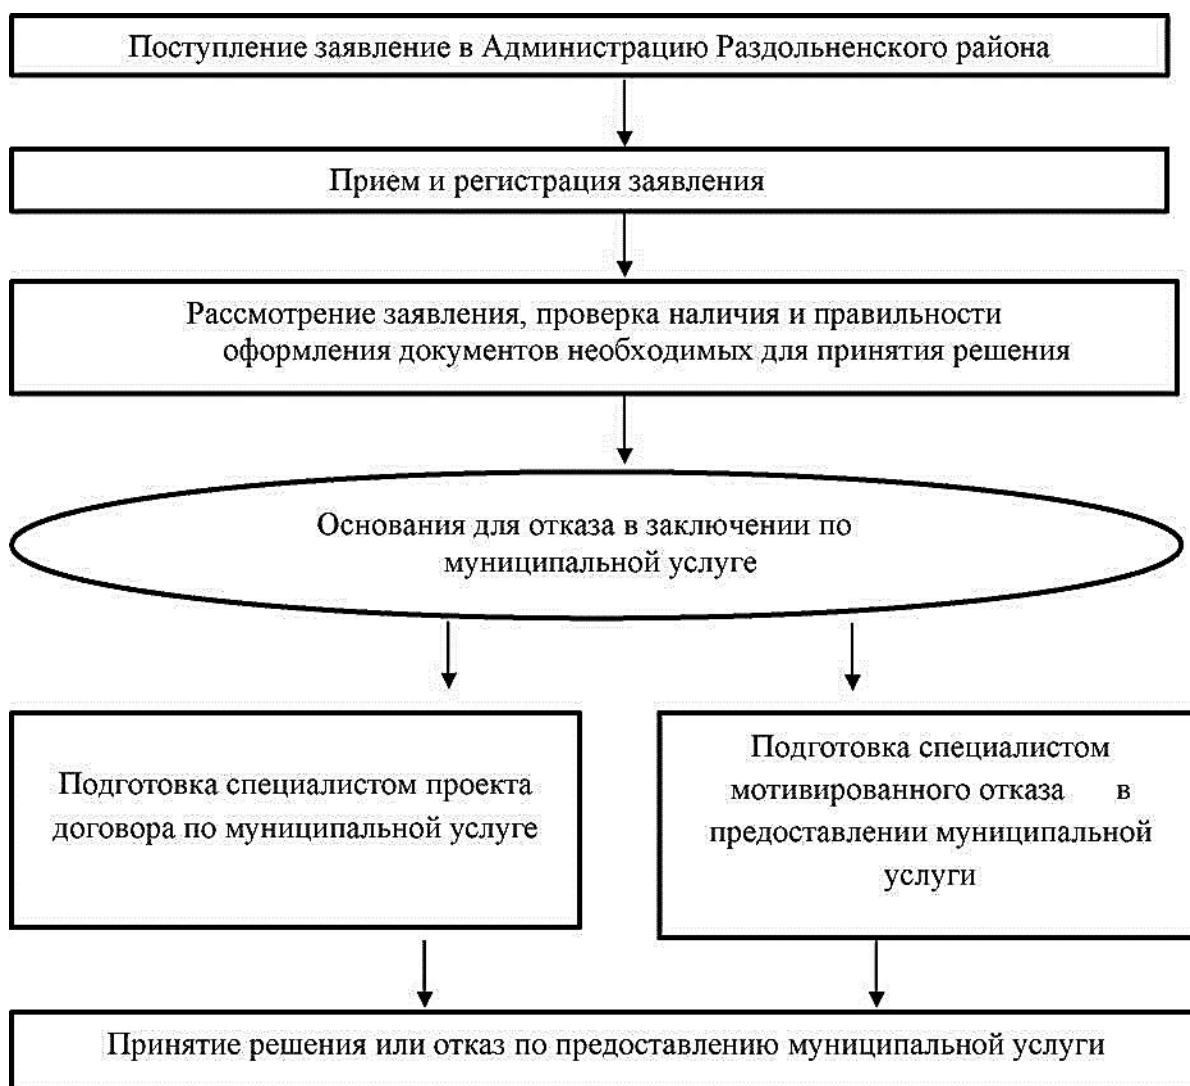 Поступление заявление в Администрацию Раздольненского района
Прием и регистрация заявления
Рассмотрение заявления, проверка наличия и правильности
оформления документов необходимых для принятия решения
Основания для отказа в заключении по
муниципальной услуге
Подготовка специалистом проекта
договора по муниципальной услуге
Подготовка специалистом
мотивированного отказа в
предоставлении муниципальной
услуги
Принятие решения или отказ по предоставлению муниципальной услуги